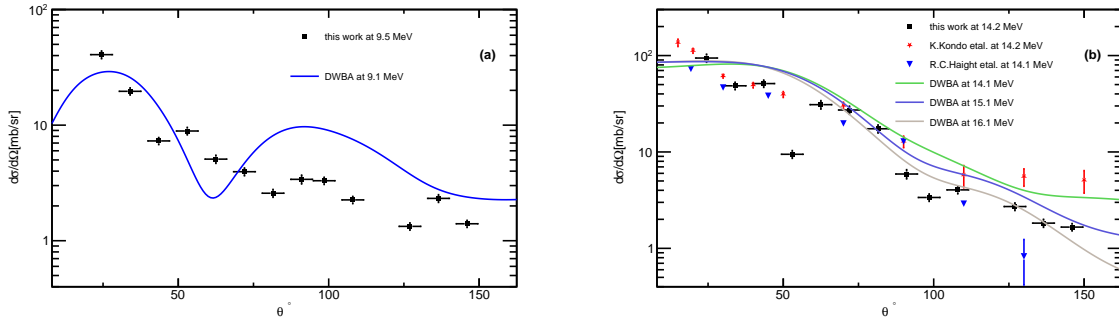 10²
10
1
dσ/dΩ[mb/sr]
this work at 9.5 MeV
DWBA at 9.1 MeV
(a)
50
100
150
θ °
10²
10
1
dσ/dΩ[mb/sr]
this work at 14.2 MeV
K.Kondo etal. at 14.2 MeV
R.C.Haight etal. at 14.1 MeV
DWBA at 14.1 MeV
DWBA at 15.1 MeV
DWBA at 16.1 MeV
(b)
50
100
150
θ °